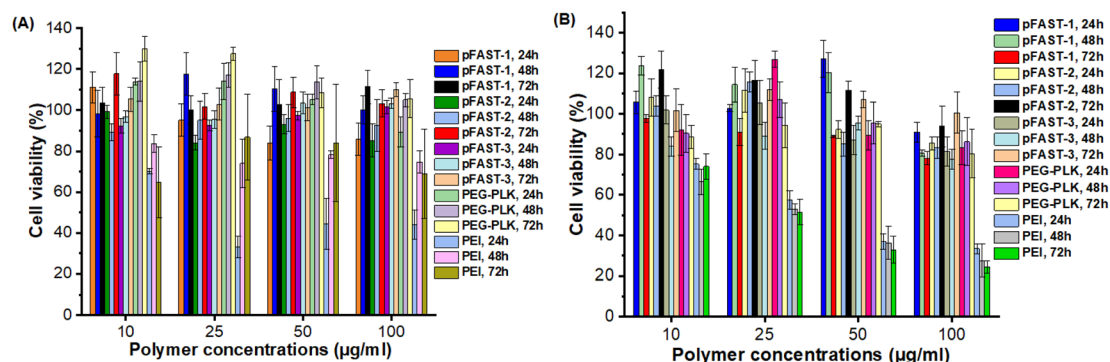 (A)
Cell viability (%)
140
120
100
80
60
40
20
0
10 25 50 100
Polymer concentrations (µg/ml)
pFAST-1, 24h
pFAST-1, 48h
pFAST-1, 72h
pFAST-2, 24h
pFAST-2, 48h
pFAST-2, 72h
pFAST-3, 24h
pFAST-3, 48h
pFAST-3, 72h
PEG-PLK, 24h
PEG-PLK, 48h
PEG-PLK, 72h
PEI, 24h
PEI, 48h
PEI, 72h
(B)
Cell viability (%)
140
120
100
80
60
40
20
0
10 25 50 100
Polymer concentrations (µg/ml)
pFAST-1, 24h
pFAST-1, 48h
pFAST-1, 72h
pFAST-2, 24h
pFAST-2, 48h
pFAST-2, 72h
pFAST-3, 24h
pFAST-3, 48h
pFAST-3, 72h
PEG-PLK, 24h
PEG-PLK, 48h
PEG-PLK, 72h
PEI, 24h
PEI, 48h
PEI, 72h